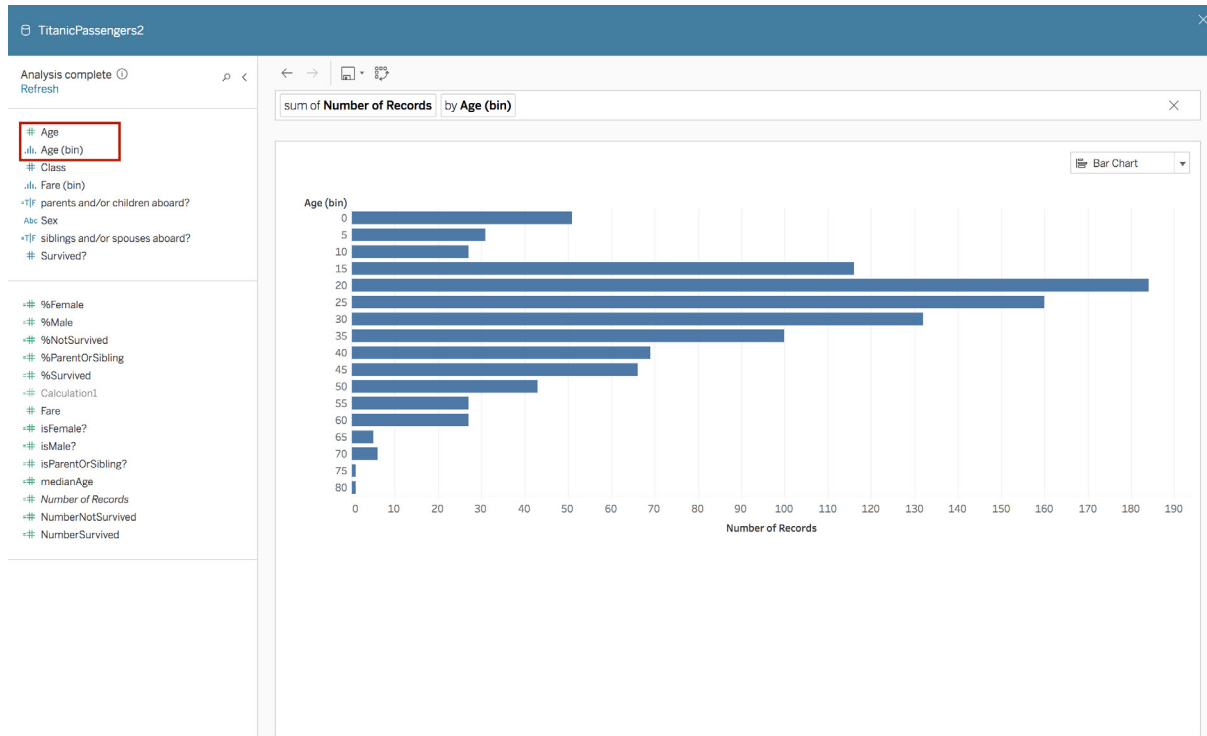 TitanicPassengers2
Analysis complete
Refresh
# Age
Age (bin)
# Class
Fare (bin)
=T|F parents and/or children aboard?
Abc Sex
=T|F siblings and/or spouses aboard?
# Survived?
=# %Female
=# %Male
=# %NotSurvived
=# %ParentOrSibling
=# %Survived
=# Calculation1
# Fare
=# isFemale?
=# isMale?
=# isParentOrSibling?
=# medianAge
=# Number of Records
=# NumberNotSurvived
=# NumberSurvived
sum of Number of Records by Age (bin)
Bar Chart
Age (bin)
0
5
10
15
20
25
30
35
40
45
50
55
60
65
70
75
80
0 10 20 30 40 50 60 70 80 90 100 110 120 130 140 150 160 170 180 190
Number of Records